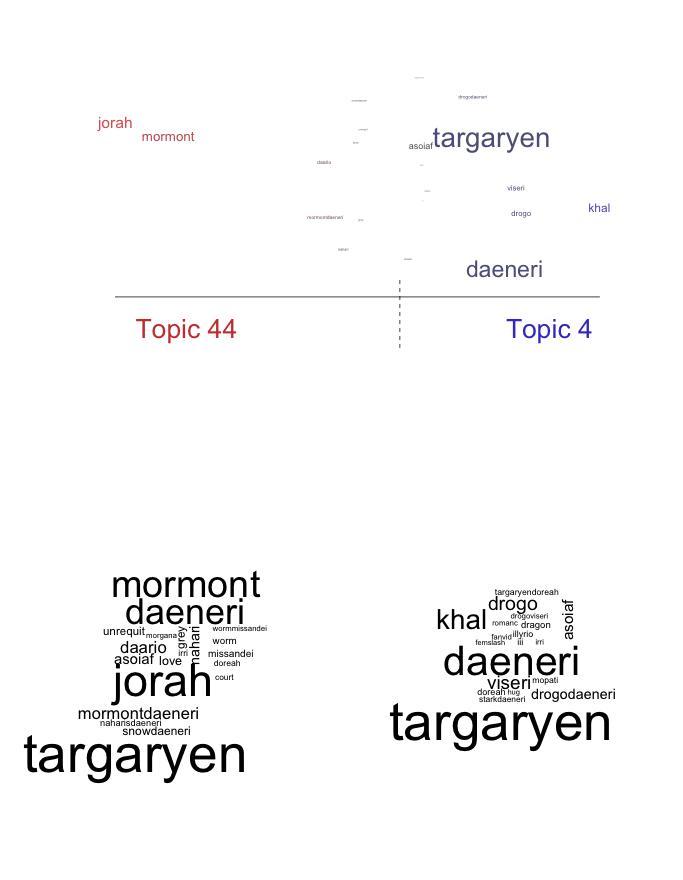 drogodaeneri
jorah
mormont
targaryen
asoiaf
daario
viseri
khal
drogo
mormontdaeneri
daeneri
Topic 44
Topic 4
mormont
daeneri
unrequit
morgana
grey
nahari
wormmissandei
worm
daario
irri
missandei
asoiaf
love
doreah
jorah
court
mormontdaeneri
naharisdaeneri
snowdaeneri
targaryen
targaryendoreah
drogo
asoiaf
khal
drogoviseri
romanc
dragon
fanvid
illyrio
femslash
iii
irri
daeneri
viseri
mopati
doreah
hug
drogodaeneri
starkdaeneri
targaryen